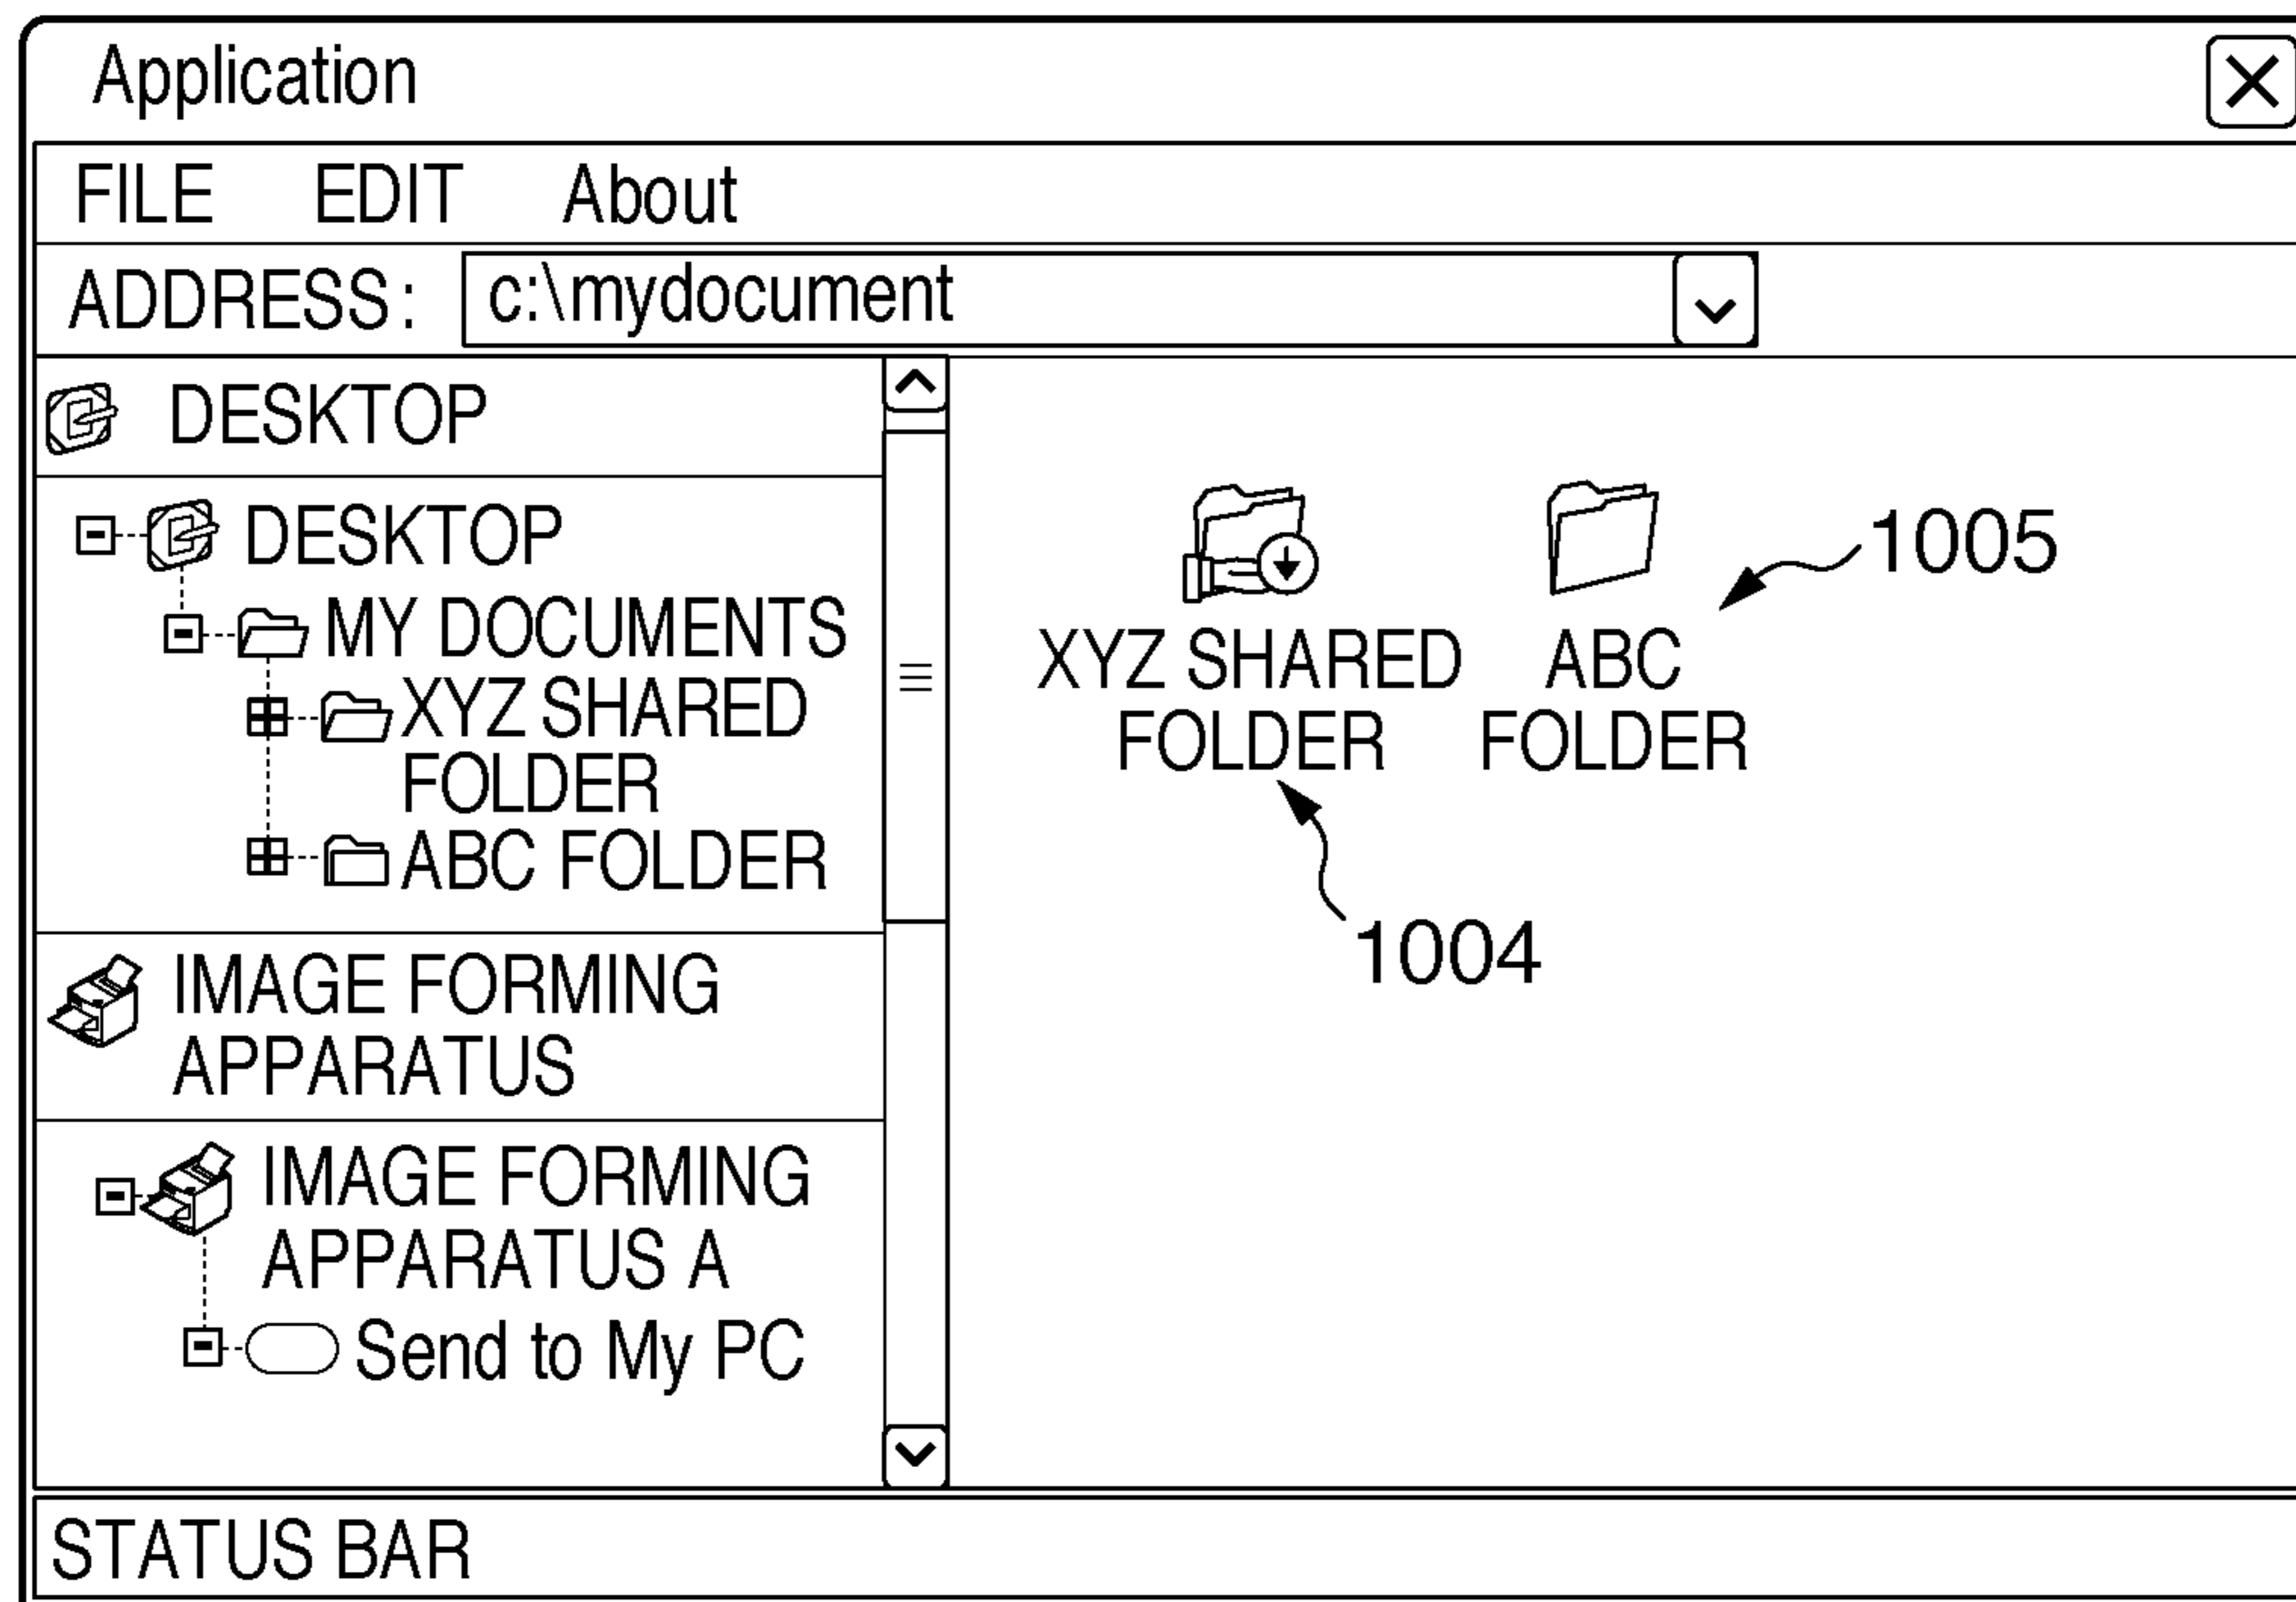 Application
FILE EDIT About
ADDRESS: c:\mydocument
DESKTOP
DESKTOP
MY DOCUMENTS
XYZ SHARED
FOLDER
ABC FOLDER
IMAGE FORMING
APPARATUS
IMAGE FORMING
APPARATUS A
Send to My PC
XYZ SHARED
FOLDER
ABC
FOLDER
1005
1004
STATUS BAR